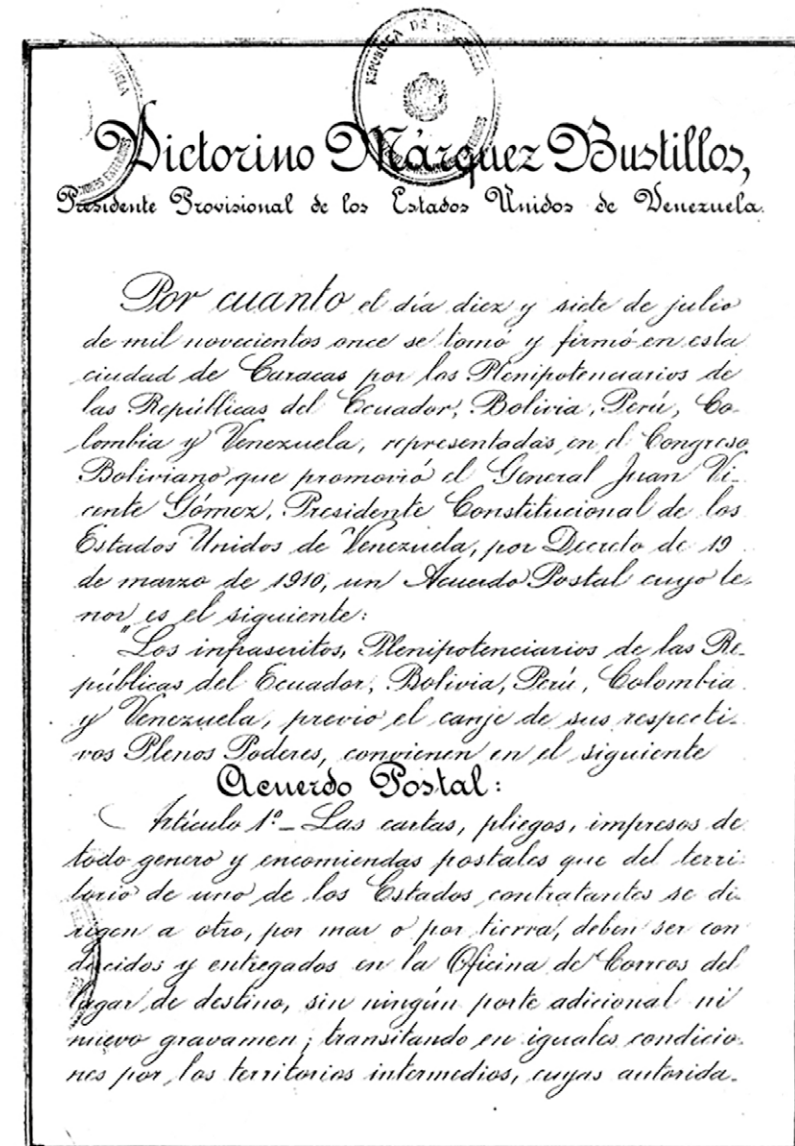 REPUBLICA DE VENEZUELA
Victorino Márquez Bustillos,
Presidente Provisional de los Estados Unidos de Venezuela.
Por cuanto el día diez y siete de julio
de mil novecientos once se tomó y firmó en esta
ciudad de Caracas por los Plenipotenciarios de
las Repúblicas del Ecuador, Bolivia, Perú, Co-
lombia y Venezuela, representadas en el Congreso
Boliviano que promovió el General Juan Vi-
cente Gómez, Presidente Constitucional de los
Estados Unidos de Venezuela, por Decreto de 19
de marzo de 1910, un Acuerdo Postal cuyo te-
nor es el siguiente:
"Los infrascritos, Plenipotenciarios de las Re-
públicas del Ecuador, Bolivia, Perú, Colombia
y Venezuela, previo el canje de sus respecti-
vos Plenos Poderes, convienen en el siguiente
Acuerdo Postal:
Artículo 1º _ Las cartas, pliegos, impresos de
todo genero y encomiendas postales que del terri-
torio de uno de los Estados contratantes se di-
rigen a otro, por mar o por tierra, deben ser con
ducidos y entregados en la Oficina de Correos del
lugar de destino, sin ningún porte adicional ni
nuevo gravamen; transitando en iguales condicio-
nes por los territorios intermedios, cuyas autorida-